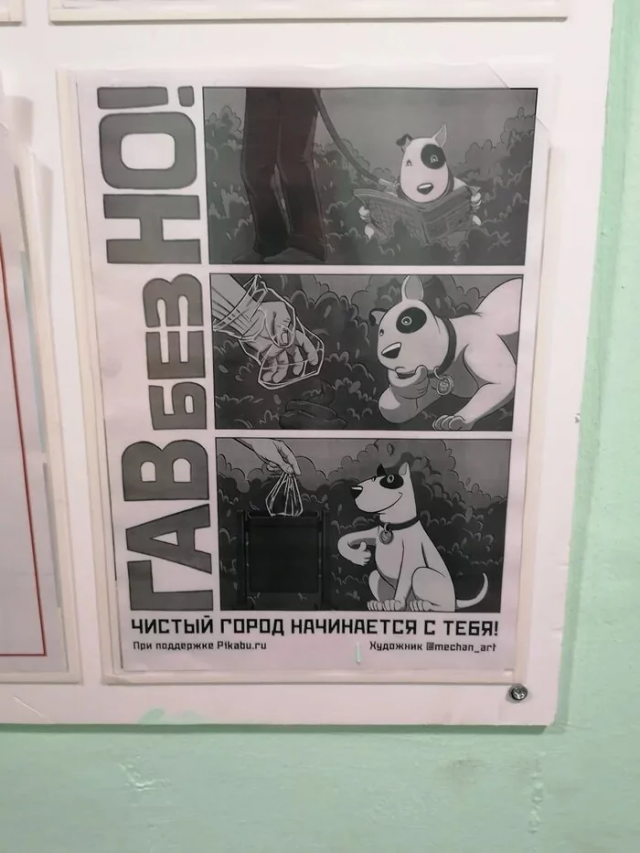 ГАВ БЕЗ НО!
ЧИСТЫЙ ГОРОД НАЧИНАЕТСЯ С ТЕБЯ!
При поддержке Pikabu.ru
Художник @mechan_art